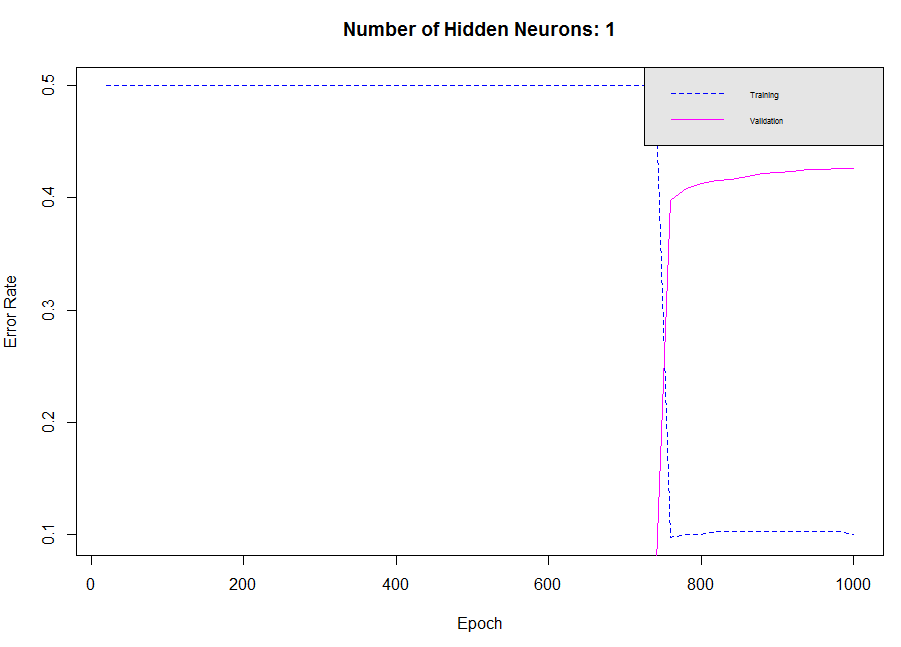 Number of Hidden Neurons: 1
Training
Validation
Error Rate
0.5
0.4
0.3
0.2
0.1
0 200 400 600 800 1000
Epoch